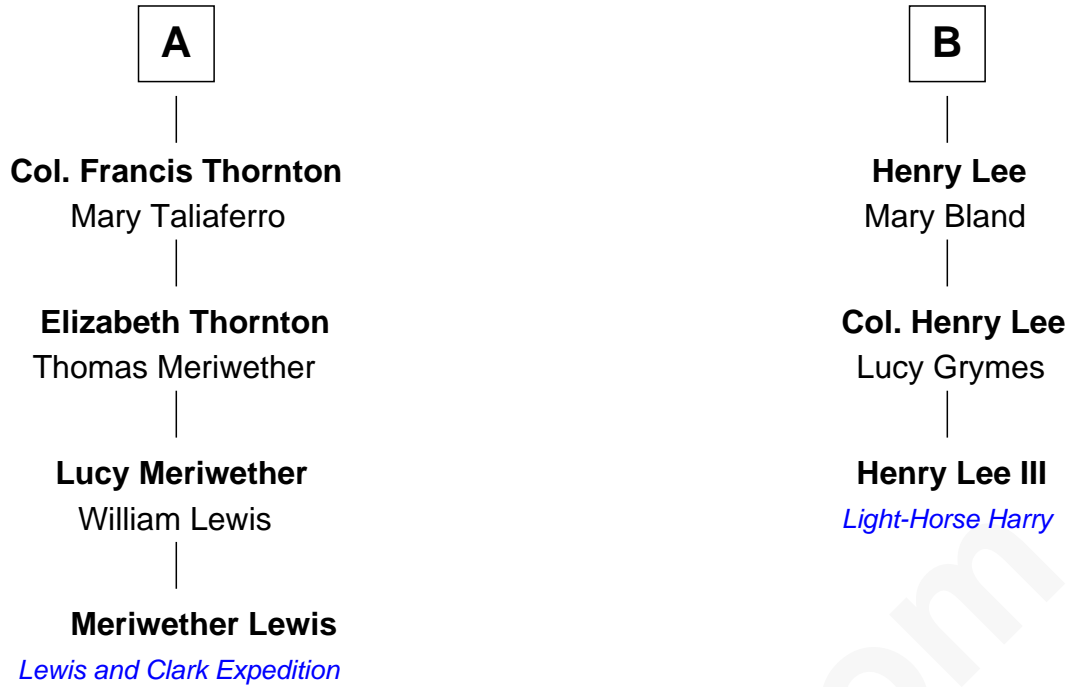 A
Col. Francis Thornton
Mary Taliaferro
Elizabeth Thornton
Thomas Meriwether
Lucy Meriwether
William Lewis
Meriwether Lewis
Lewis and Clark Expedition
B
Henry Lee
Mary Bland
Col. Henry Lee
Lucy Grymes
Henry Lee III
Light-Horse Harry
om